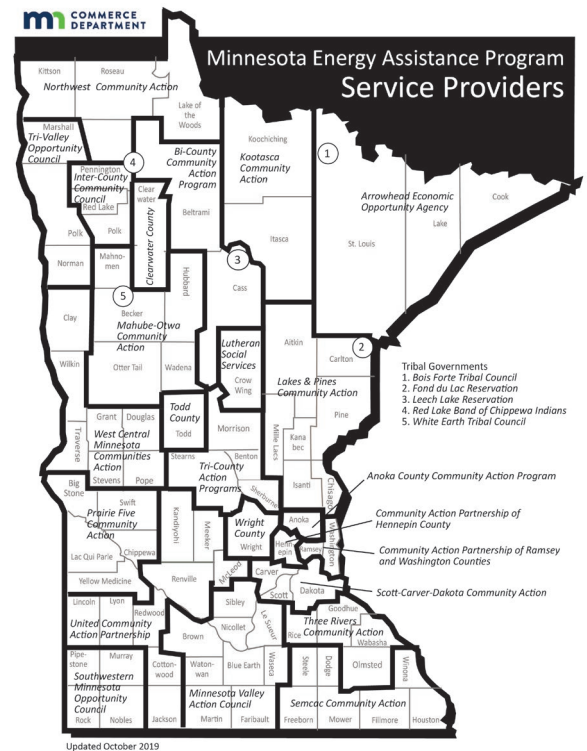 mn COMMERCE
DEPARTMENT
Minnesota Energy Assistance Program
Service Providers
Kittson
Roseau
Northwest Community Action
Lake of
the
Woods
Marshall
Tri-Valley
Opportunity
Council
4
Pennington
Inter-County
Community
Council
Red Lake
Polk
Polk
Bi-County
Community
Action
Program
Clear
water
Clearwater County
Beltrami
Koochiching
Kootasca
Community
Action
Itasca
1
Arrowhead Economic
Opportunity Agency
Cook
Lake
St. Louis
Norman
Mahno-
men
5
Hubbard
3
Cass
Clay
Becker
Mahube-Otwa
Community
Action
Wilkin
Otter Tail
Wadena
Lutheran
Social
Services
Crow
Wing
Aitkin
2
Carlton
Lakes & Pines
Community Action
Pine
Tribal Governments
1. Bois Forte Tribal Council
2. Fond du Lac Reservation
3. Leech Lake Reservation
4. Red Lake Band of Chippewa Indians
5. White Earth Tribal Council
Todd
County
Todd
Morrison
Mille Lacs
Kana
bec
Traverse
Grant
Douglas
West Central
Minnesota
Communities
Action
Stevens
Pope
Stearns
Benton
Tri-County
Action
Programs
Sherburne
Isanti
Chisago
Anoka County Community Action Program
Big
Stone
Swift
Prairie Five
Community
Action
Lac Qui Parie
Chippewa
Yellow Medicine
Kandiyohi
Meeker
Wright
County
Wright
Anoka
Henn
epin
Ramsey
Washington
Community Action Partnership of
Hennepin County
Community Action Partnership of Ramsey
and Washington Counties
Renville
McLeod
Carver
Scott
Dakota
Scott-Carver-Dakota Community Action
Lincoln
Lyon
Redwood
United Community
Action Partnership
Sibley
Nicollet
Le Sueur
Brown
Rice
Goodhue
Three Rivers
Community Action
Wabasha
Pipe-
stone
Murray
Southwestern
Minnesota
Opportunity
Council
Rock
Nobles
Cotton-
wood
Jackson
Waton-
wan
Blue Earth
Waseca
Minnesota Valley
Action Council
Martin
Faribault
Steele
Dodge
Olmsted
Winona
Semcac Community Action
Freeborn
Mower
Fillmore
Houston
Updated October 2019